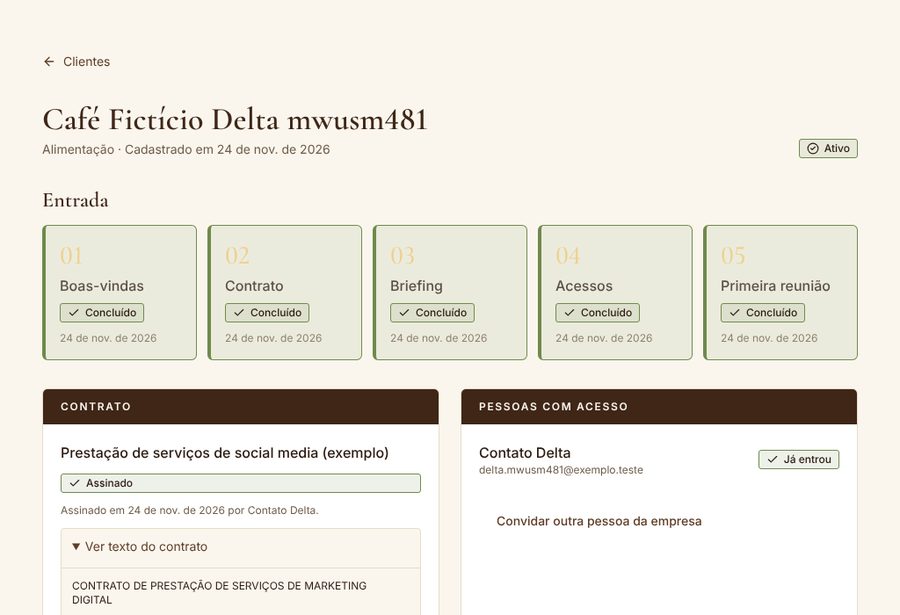 Clientes
Café Fictício Delta mwusm481
Alimentação · Cadastrado em 24 de nov. de 2026
Ativo
Entrada
01
Boas-vindas
Concluído
24 de nov. de 2026
02
Contrato
Concluído
24 de nov. de 2026
03
Briefing
Concluído
24 de nov. de 2026
04
Acessos
Concluído
24 de nov. de 2026
05
Primeira reunião
Concluído
24 de nov. de 2026
CONTRATO
Prestação de serviços de social media (exemplo)
Assinado
Assinado em 24 de nov. de 2026 por Contato Delta.
Ver texto do contrato
CONTRATO DE PRESTAÇÃO DE SERVIÇOS DE MARKETING
DIGITAL
PESSOAS COM ACESSO
Contato Delta
delta.mwusm481@exemplo.teste
Já entrou
Convidar outra pessoa da empresa